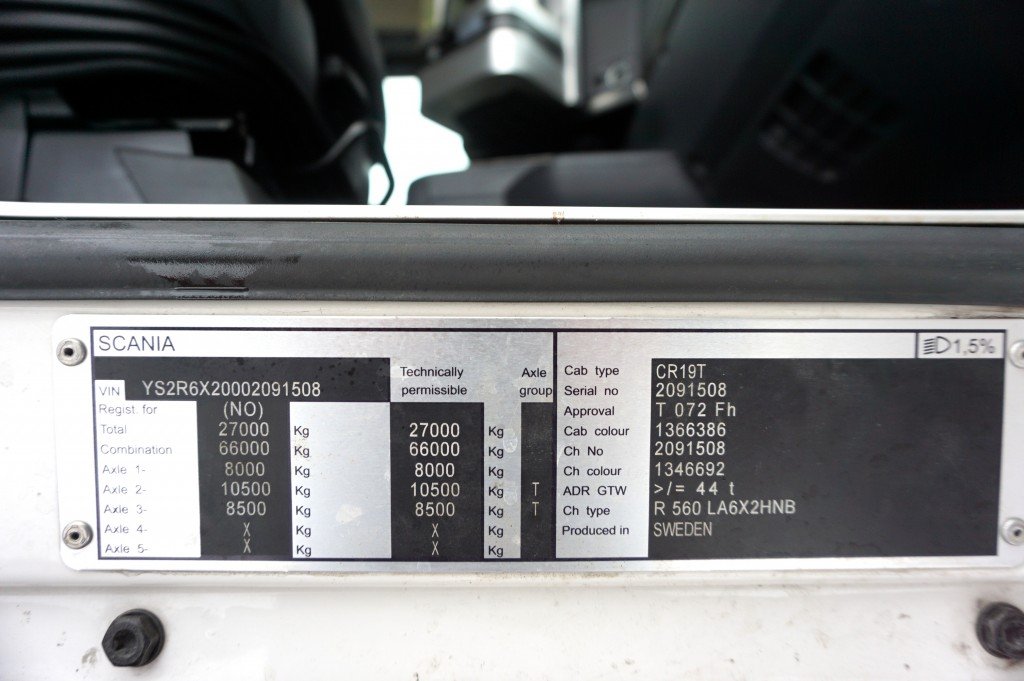 SCANIA 1,5%
Technically permissible Axle group
VIN YS2R6X20002091508
Regist. for (NO)
Total 27000 Kg 27000 Kg
Combination 66000 Kg 66000 Kg
Axle 1- 8000 Kg 8000 Kg
Axle 2- 10500 Kg 10500 Kg T
Axle 3- 8500 Kg 8500 Kg T
Axle 4- X Kg X Kg
Axle 5- X Kg X Kg
Cab type CR19T
Serial no 2091508
Approval T 072 Fh
Cab colour 1366386
Ch No 2091508
Ch colour 1346692
ADR GTW >/= 44 t
Ch type R 560 LA6X2HNB
Produced in SWEDEN